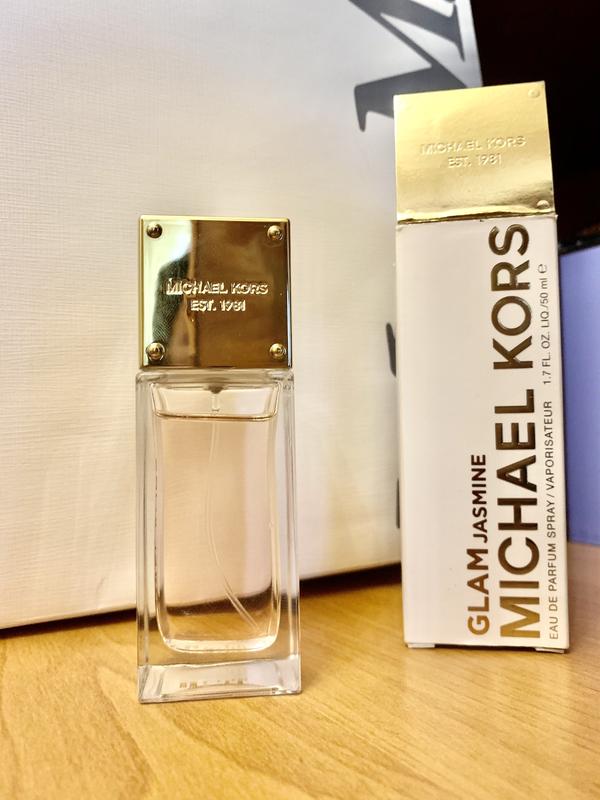 MICHAEL KORS
EST. 1981
MICHAEL KORS
EST. 1981
GLAM JASMINE
MICHAEL KORS
EAU DE PARFUM SPRAY / VAPORISATEUR 1.7 FL. OZ. LIQ./50 ml ℮